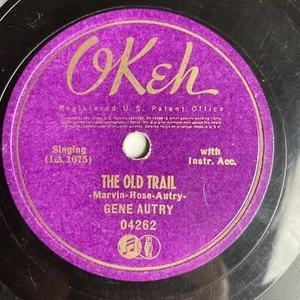 OKeh
Registered U.S. Patent Office
Singing
(LA 1675)
with
Instr. Acc.
THE OLD TRAIL
-Marvin-Rose-Autry-
GENE AUTRY
04262